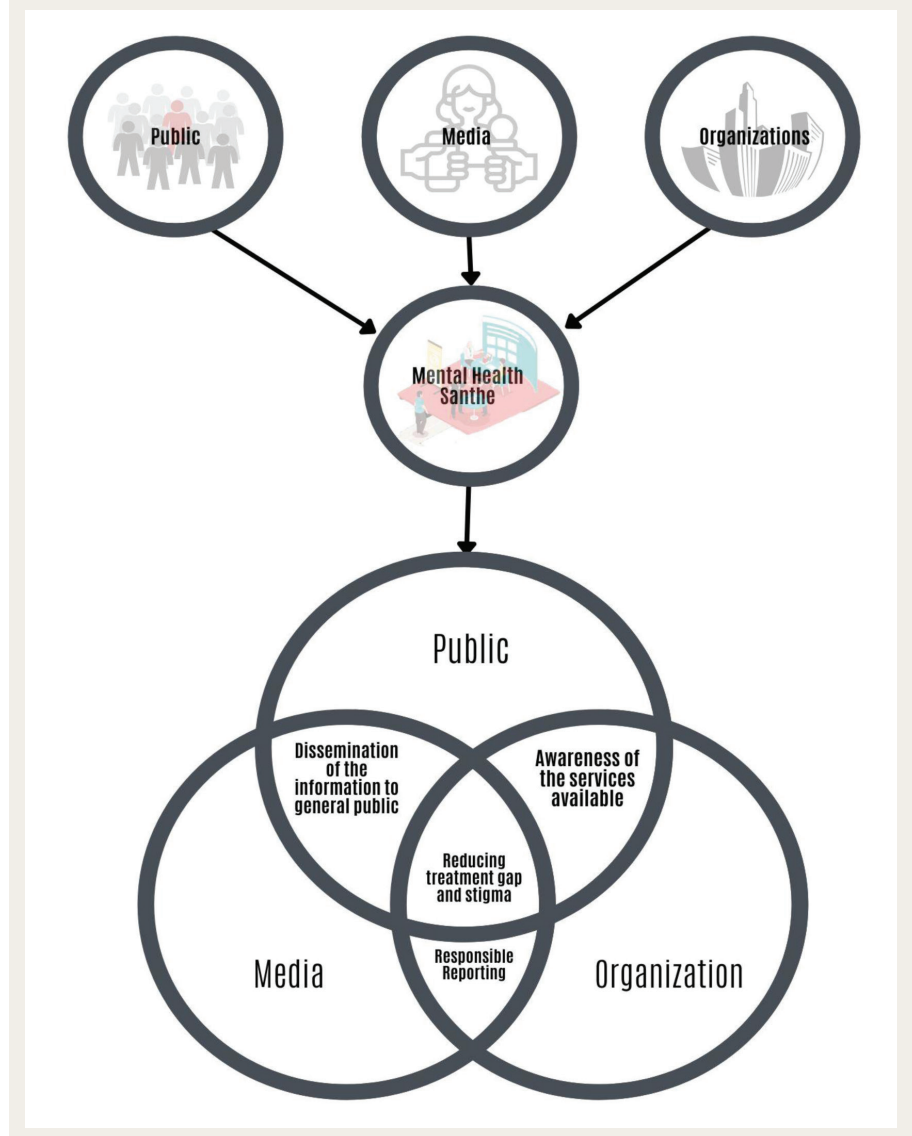 Public
Media
Organizations
Mental Health
Santhe
Public
Dissemination
of the
information to
general public
Awareness of
the services
available
Reducing
treatment gap
and stigma
Responsible
Reporting
Media
Organization